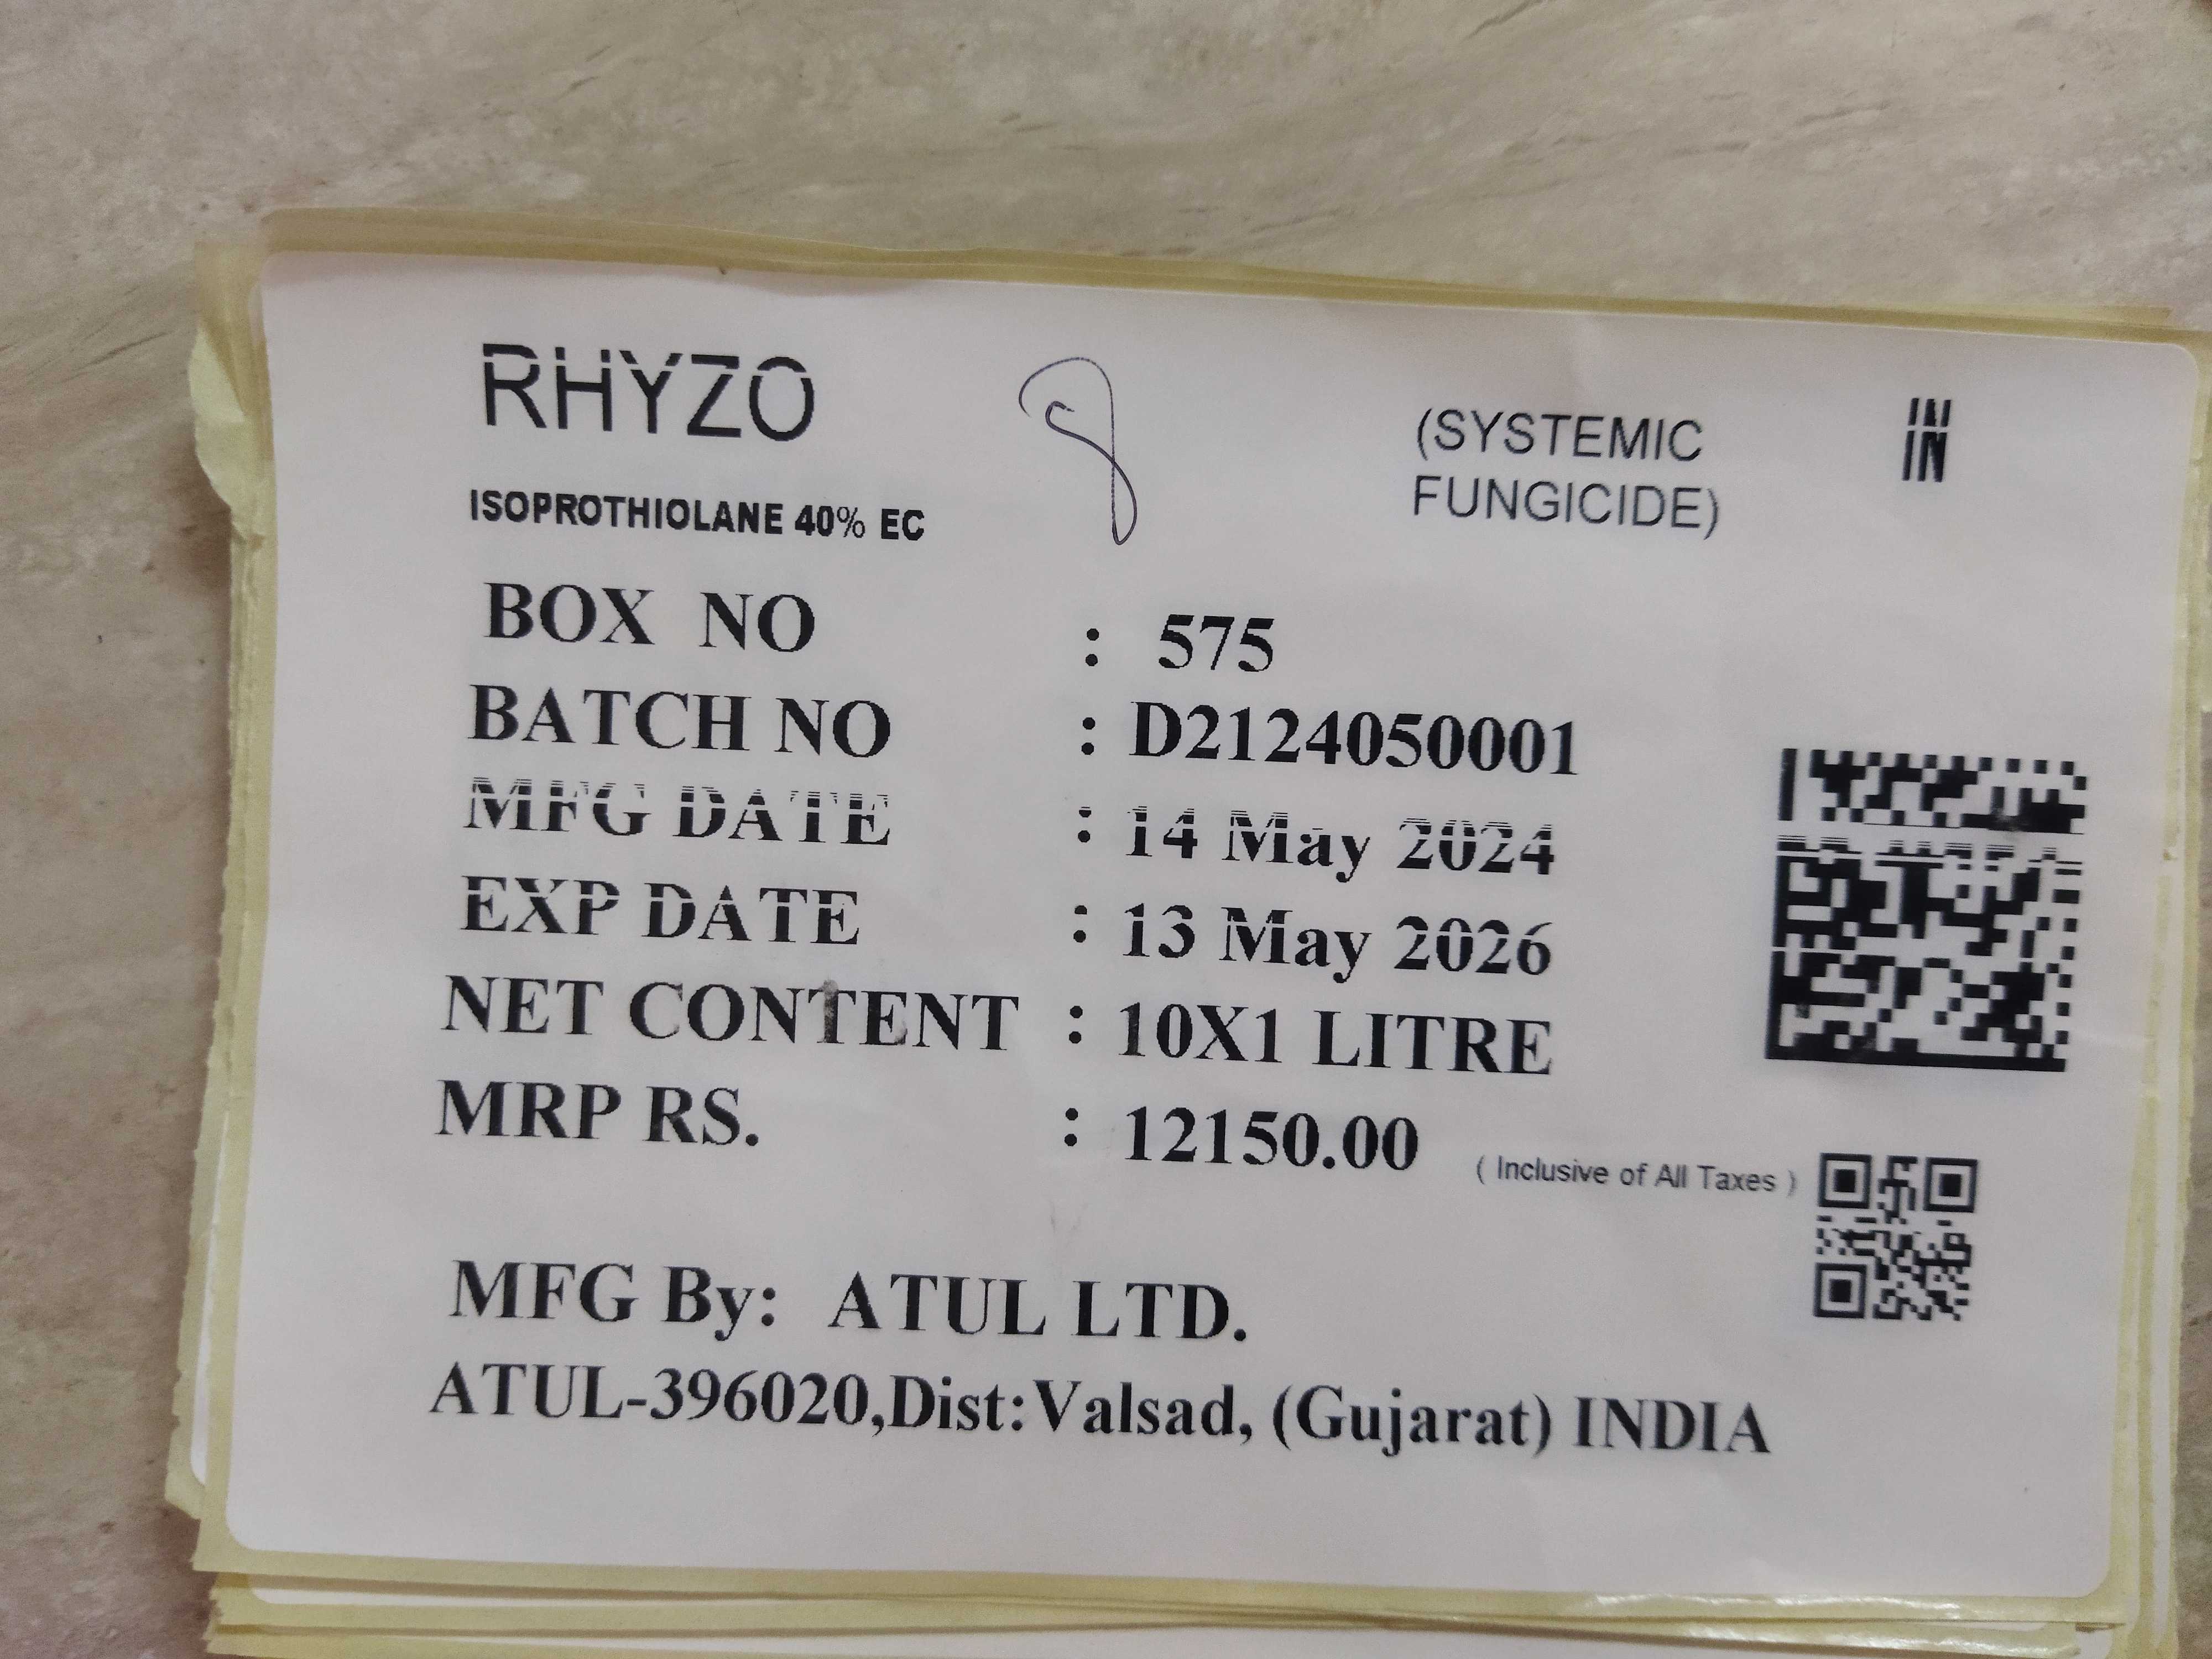 RHYZO
(SYSTEMIC
FUNGICIDE)
IN
ISOPROTHIOLANE 40% EC
BOX NO : 575
BATCH NO : D2124050001
MFG DATE : 14 May 2024
EXP DATE : 13 May 2026
NET CONTENT : 10X1 LITRE
MRP RS. : 12150.00 ( Inclusive of All Taxes )
MFG By: ATUL LTD.
ATUL-396020,Dist:Valsad, (Gujarat) INDIA